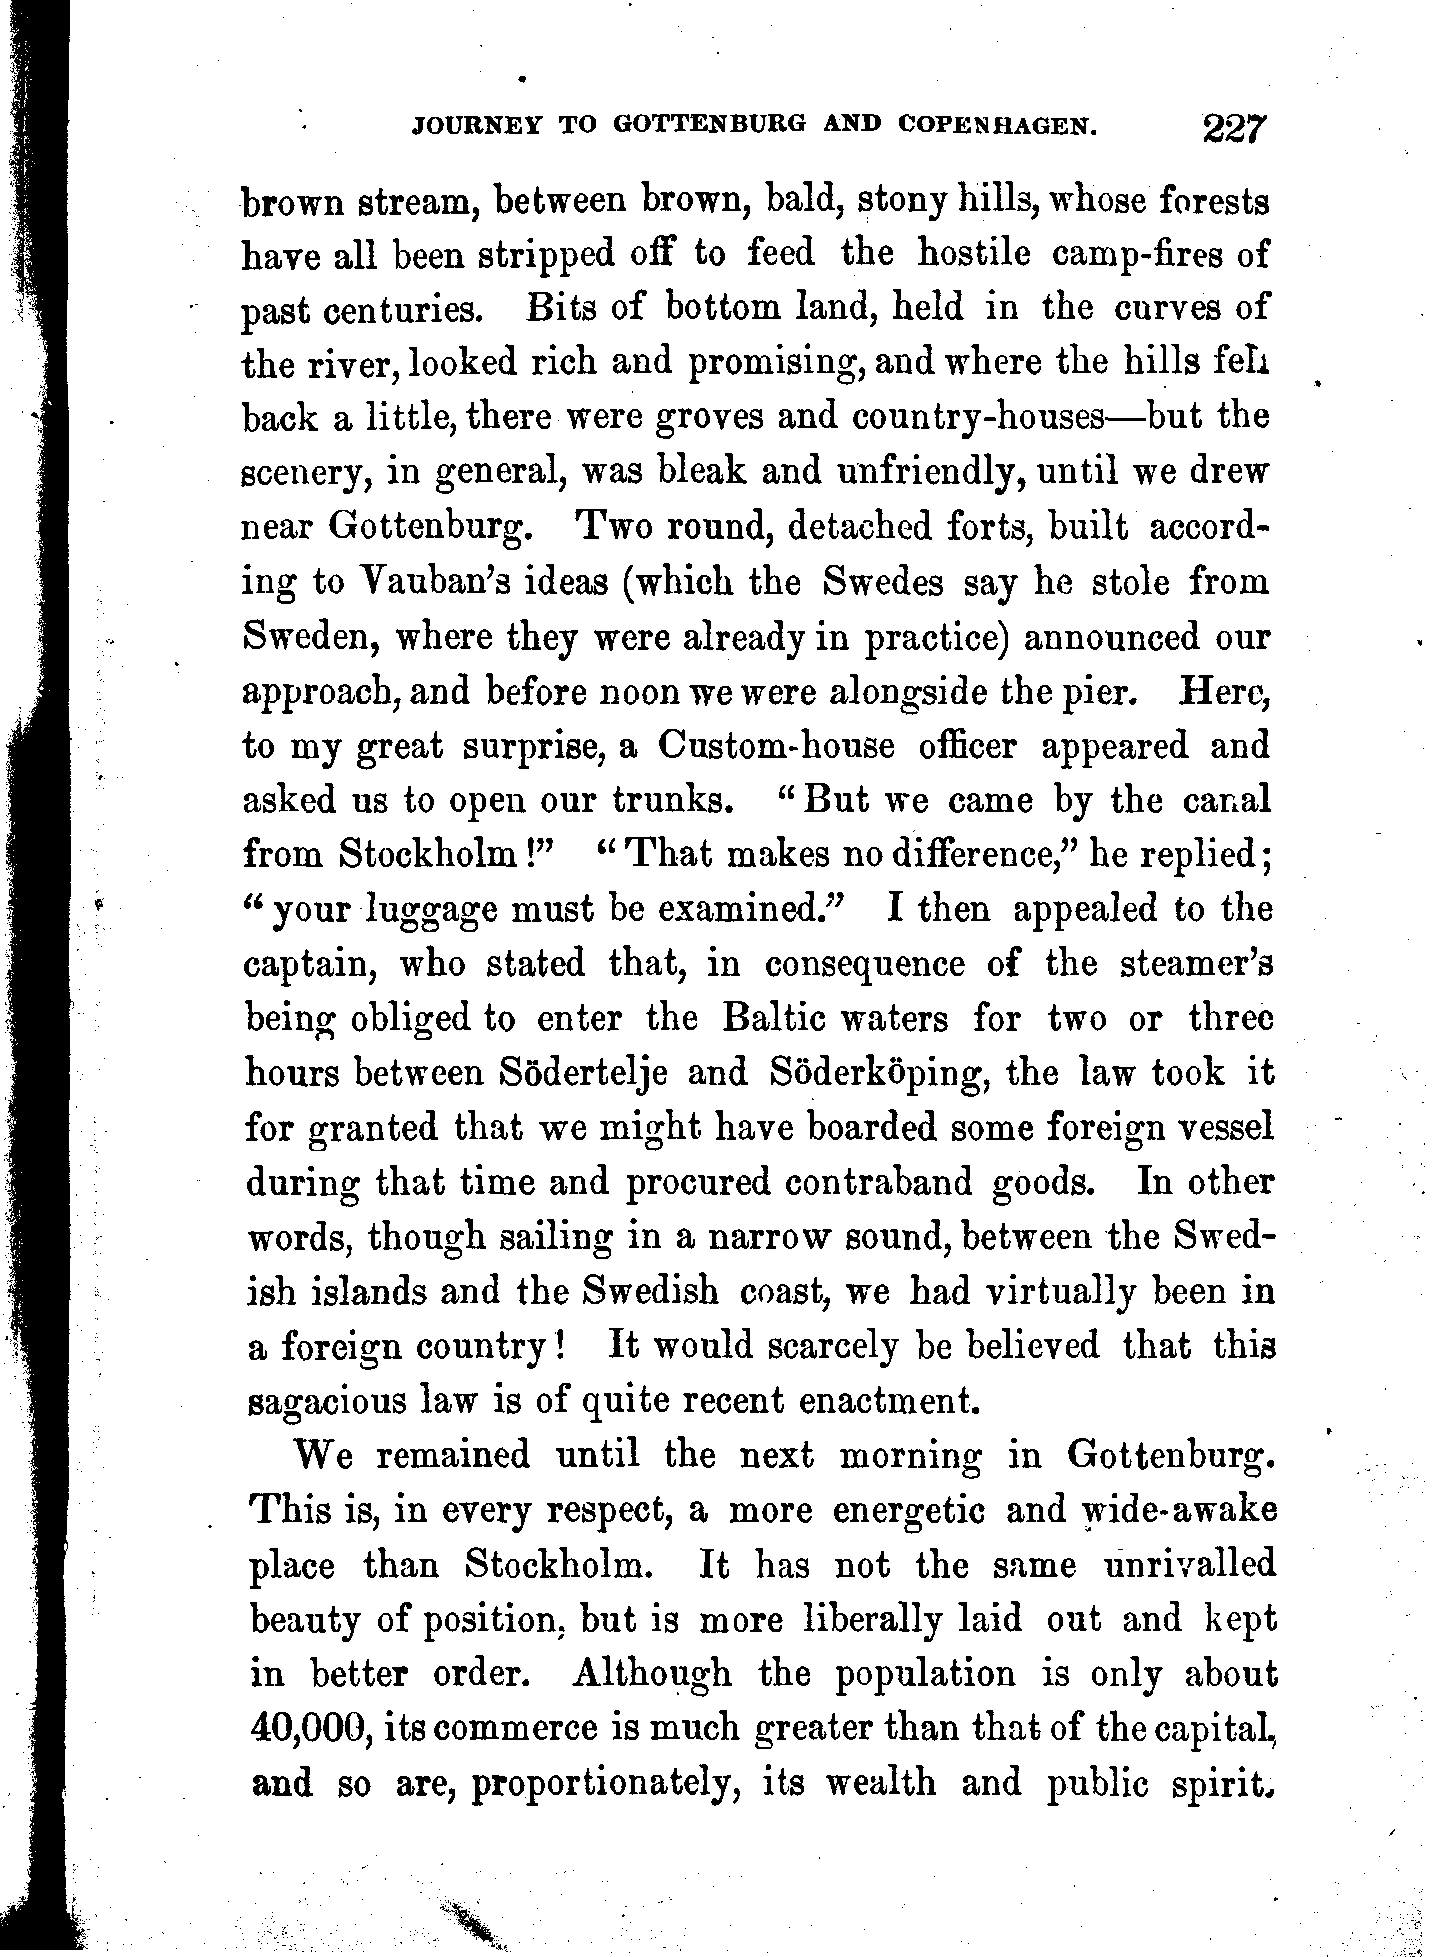 JOURNEY TO GOTTENBURG AND COPENHAGEN. 227
brown stream, between brown, bald, stony hills, whose forests
have all been stripped off to feed the hostile camp-fires of
past centuries. Bits of bottom land, held in the curves of
the river, looked rich and promising, and where the hills fell
back a little, there were groves and country-houses—but the
scenery, in general, was bleak and unfriendly, until we drew
near Gottenburg. Two round, detached forts, built accord-
ing to Vauban's ideas (which the Swedes say he stole from
Sweden, where they were already in practice) announced our
approach, and before noon we were alongside the pier. Here,
to my great surprise, a Custom-house officer appeared and
asked us to open our trunks. "But we came by the canal
from Stockholm!" "That makes no difference," he replied;
"your luggage must be examined." I then appealed to the
captain, who stated that, in consequence of the steamer's
being obliged to enter the Baltic waters for two or three
hours between Södertelje and Söderköping, the law took it
for granted that we might have boarded some foreign vessel
during that time and procured contraband goods. In other
words, though sailing in a narrow sound, between the Swed-
ish islands and the Swedish coast, we had virtually been in
a foreign country! It would scarcely be believed that this
sagacious law is of quite recent enactment.
We remained until the next morning in Gottenburg.
This is, in every respect, a more energetic and wide-awake
place than Stockholm. It has not the same unrivalled
beauty of position, but is more liberally laid out and kept
in better order. Although the population is only about
40,000, its commerce is much greater than that of the capital,
and so are, proportionately, its wealth and public spirit.